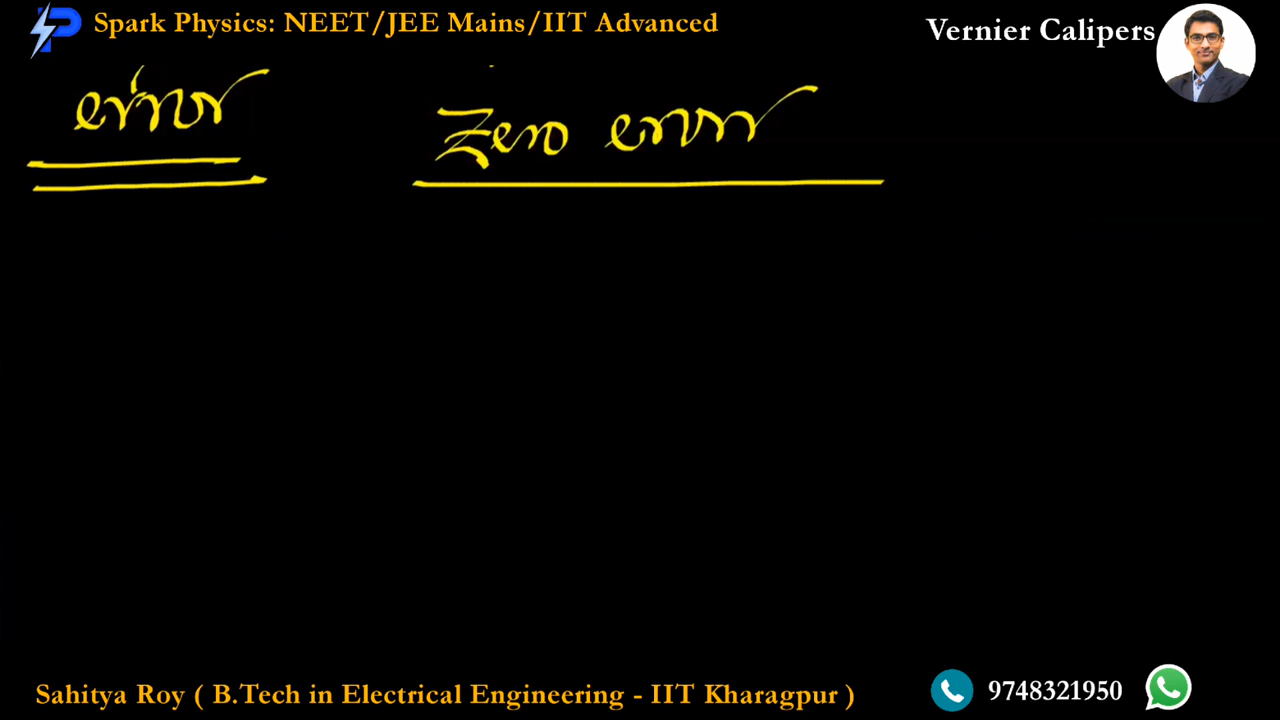 Spark Physics: NEET/JEE Mains/IIT Advanced
Vernier Calipers
error
Zero error
Sahitya Roy ( B.Tech in Electrical Engineering - IIT Kharagpur )
9748321950